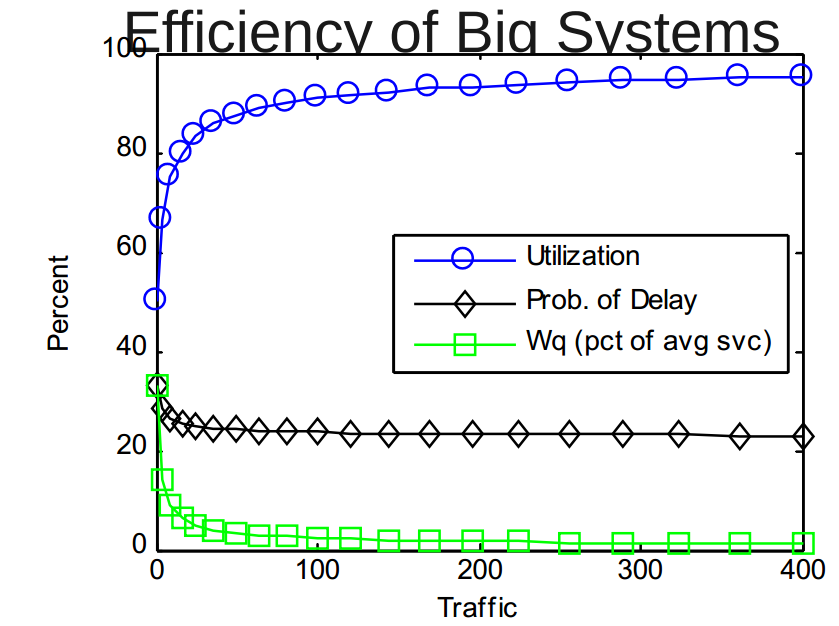 Efficiency of Big Systems
100
80
60
40
20
0
Percent
Utilization
Prob. of Delay
Wq (pct of avg svc)
0 100 200 300 400
Traffic